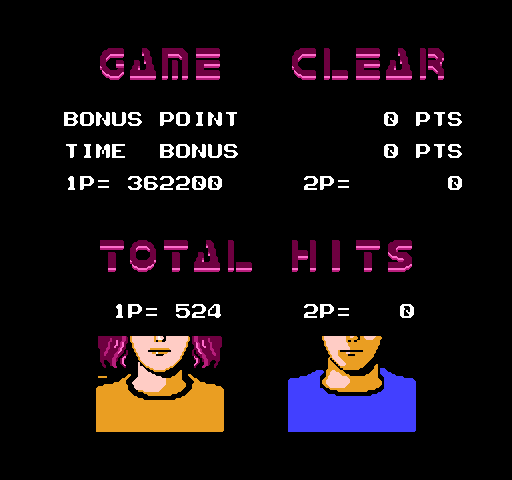 GAME CLEAR
BONUS POINT 0 PTS
TIME BONUS 0 PTS
1P= 362200 2P= 0
TOTAL HITS
1P= 524 2P= 0